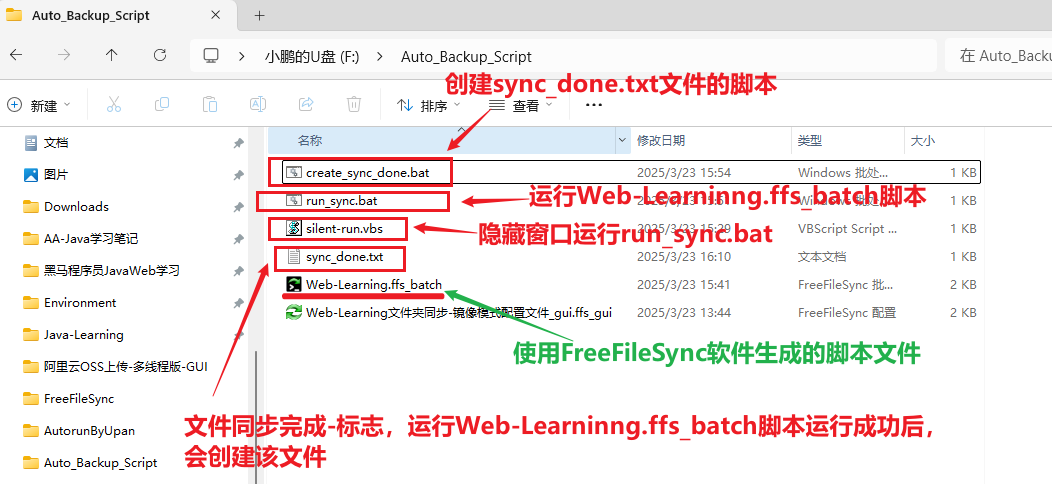 Auto_Backup_Script
小鹏的U盘 (F:) Auto_Backup_Script 在 Auto_Backu
创建sync_done.txt文件的脚本
新建 排序 查看
文档 名称 修改日期 类型 大小
create_sync_done.bat 2025/3/23 15:54 Windows 批处... 1 KB
图片
运行Web-Learninng.ffs_batch脚本
run_sync.bat 1 KB
Downloads
silent-run.vbs 2025/3/23 15:29 VBScript Script ... 1 KB
隐藏窗口运行run_sync.bat
AA-Java学习笔记
sync_done.txt 2025/3/23 16:10 文本文档 1 KB
黑马程序员JavaWeb学习
Web-Learning.ffs_batch 2025/3/23 15:41 FreeFileSync 批... 2 KB
Environment
Web-Learning文件夹同步-镜像模式配置文件_gui.ffs_gui 2025/3/23 13:44 FreeFileSync 配置 2 KB
Java-Learning
使用FreeFileSync软件生成的脚本文件
阿里云OSS上传-多线程版-GUI
FreeFileSync
文件同步完成-标志，运行Web-Learninng.ffs_batch脚本运行成功后，
会创建该文件
AutorunByUpan
Auto_Backup_Script